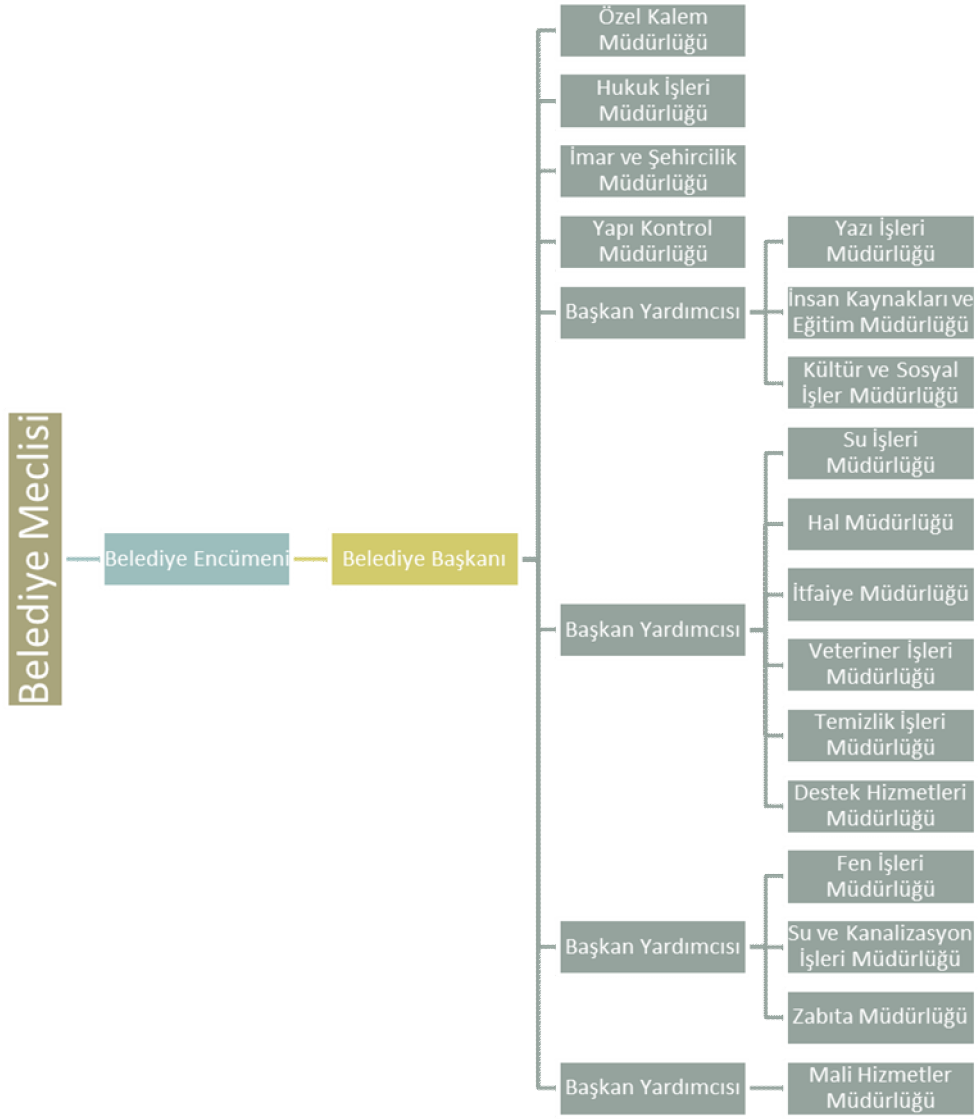 Belediye Meclisi
Belediye Encümeni
Belediye Başkanı
Özel Kalem
Müdürlüğü
Hukuk İşleri
Müdürlüğü
İmar ve Şehircilik
Müdürlüğü
Yapı Kontrol
Müdürlüğü
Başkan Yardımcısı
Yazı İşleri
Müdürlüğü
İnsan Kaynakları ve
Eğitim Müdürlüğü
Kültür ve Sosyal
İşler Müdürlüğü
Başkan Yardımcısı
Su İşleri
Müdürlüğü
Hal Müdürlüğü
İtfaiye Müdürlüğü
Veteriner İşleri
Müdürlüğü
Temizlik İşleri
Müdürlüğü
Destek Hizmetleri
Müdürlüğü
Başkan Yardımcısı
Fen İşleri
Müdürlüğü
Su ve Kanalizasyon
İşleri Müdürlüğü
Zabıta Müdürlüğü
Başkan Yardımcısı
Mali Hizmetler
Müdürlüğü